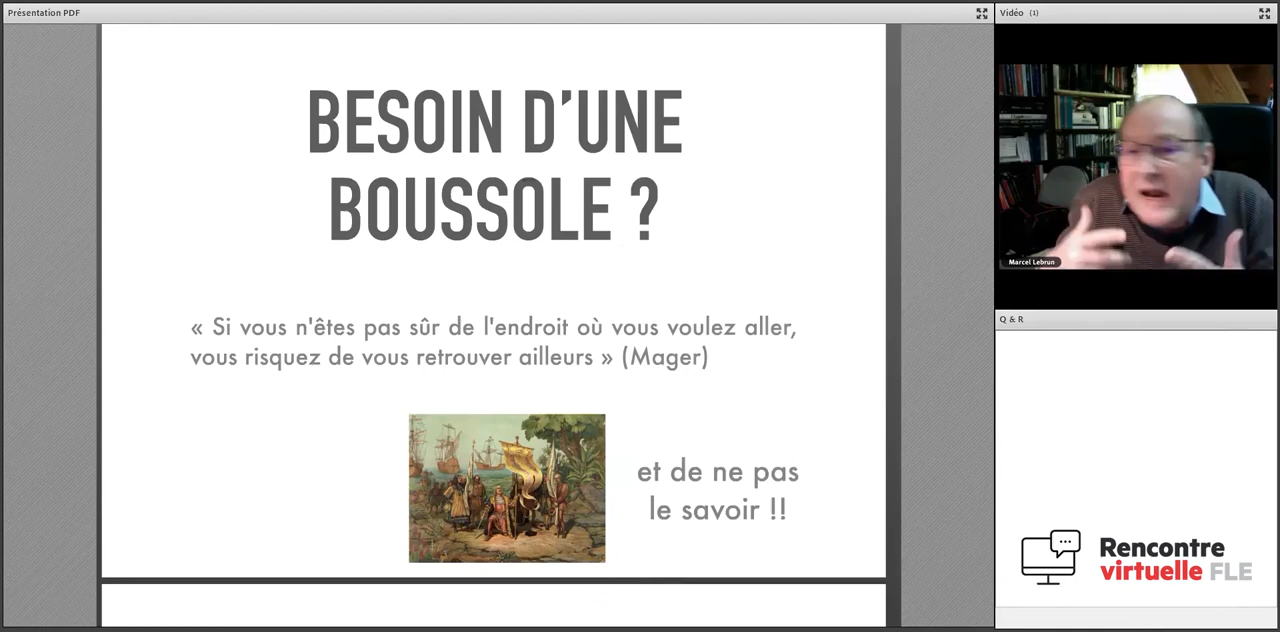 Présentation PDF
BESOIN D’UNE
BOUSSOLE ?
« Si vous n'êtes pas sûr de l'endroit où vous voulez aller,
vous risquez de vous retrouver ailleurs » (Mager)
et de ne pas
le savoir !!
Vidéo (1)
Marcel Lebrun
Q & R
Rencontre
virtuelle FLE